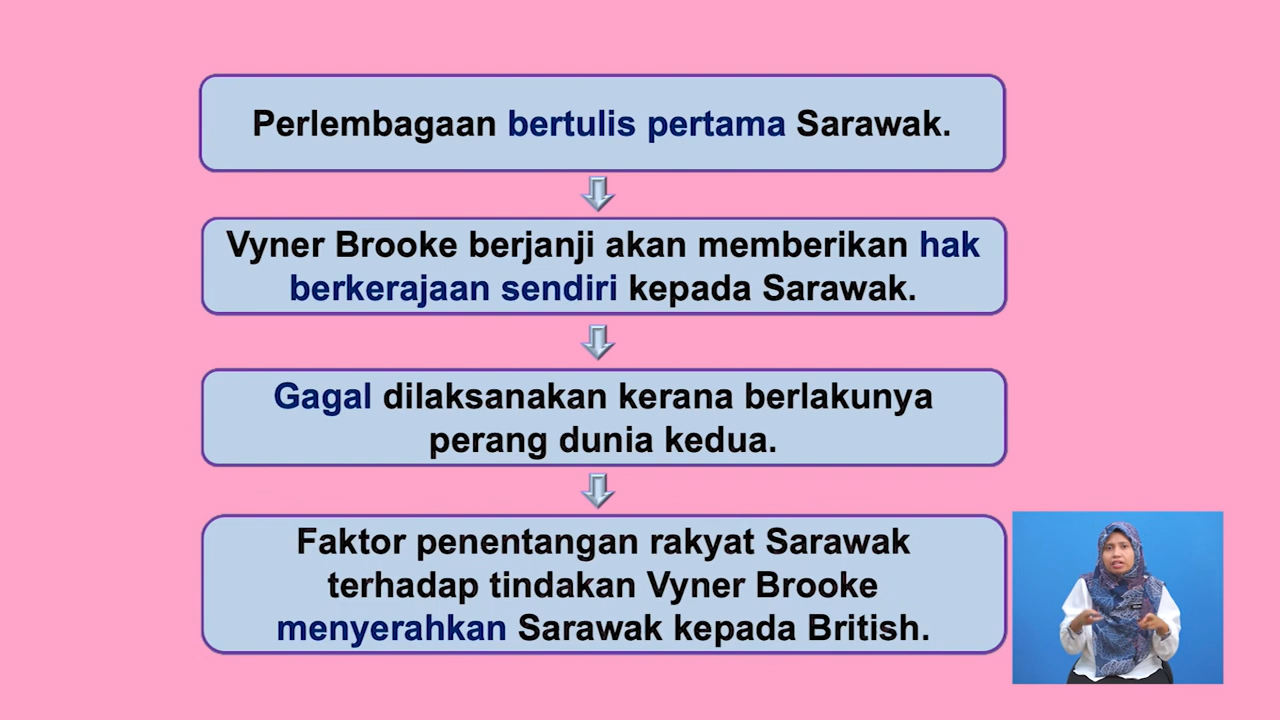 Perlembagaan bertulis pertama Sarawak.
Vyner Brooke berjanji akan memberikan hak
berkerajaan sendiri kepada Sarawak.
Gagal dilaksanakan kerana berlakunya
perang dunia kedua.
Faktor penentangan rakyat Sarawak
terhadap tindakan Vyner Brooke
menyerahkan Sarawak kepada British.